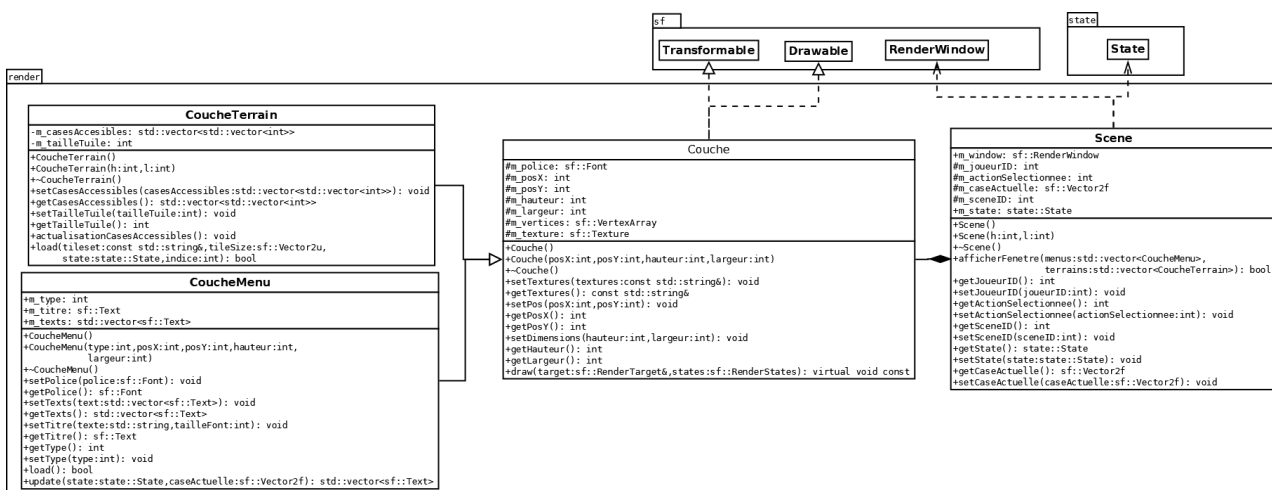 sf
Transformable
Drawable
RenderWindow
state
State
render
CoucheTerrain
-m_casesAccesibles: std::vector<std::vector<int>>
-m_tailleTuile: int
+CoucheTerrain()
+CoucheTerrain(h:int,l:int)
+~CoucheTerrain()
+setCasesAccessibles(casesAccessibles:std::vector<std::vector<int>>): void
+getCasesAccessibles(): std::vector<std::vector<int>>
+setTailleTuile(tailleTuile:int): void
+getTailleTuile(): int
+actualisationCasesAccessibles(): void
+load(tileset:const std::string&,tileSize:sf::Vector2u,
state:state::State,indice:int): bool
CoucheMenu
+m_type: int
+m_titre: sf::Text
+m_texts: std::vector<sf::Text>
+CoucheMenu()
+CoucheMenu(type:int,posX:int,posY:int,hauteur:int,
largeur:int)
+~CoucheMenu()
+setPolice(police:sf::Font): void
+getPolice(): sf::Font
+setTexts(text:std::vector<sf::Text>): void
+getTexts(): std::vector<sf::Text>
+setTitre(texte:std::string,tailleFont:int): void
+getTitre(): sf::Text
+getType(): int
+setType(type:int): void
+load(): bool
+update(state:state::State,caseActuelle:sf::Vector2f): std::vector<sf::Text>
Couche
#m_police: sf::Font
#m_posX: int
#m_posY: int
#m_hauteur: int
#m_largeur: int
#m_vertices: sf::VertexArray
#m_texture: sf::Texture
+Couche()
+Couche(posX:int,posY:int,hauteur:int,largeur:int)
+~Couche()
+setTextures(textures:const std::string&): void
+getTextures(): const std::string&
+setPos(posX:int,posY:int): void
+getPosX(): int
+getPosY(): int
+setDimensions(hauteur:int,largeur:int): void
+getHauteur(): int
+getLargeur(): int
+draw(target:sf::RenderTarget&,states:sf::RenderStates): virtual void const
Scene
+m_window: sf::RenderWindow
#m_joueurID: int
#m_actionSelectionnee: int
#m_caseActuelle: sf::Vector2f
#m_sceneID: int
+m_state: state::State
+Scene()
+Scene(h:int,l:int)
+~Scene()
+afficherFenetre(menus:std::vector<CoucheMenu>,
terrains:std::vector<CoucheTerrain>): bool
+getJoueurID(): int
+setJoueurID(joueurID:int): void
+getActionSelectionnee(): int
+setActionSelectionnee(actionSelectionnee:int): void
+getSceneID(): int
+setSceneID(sceneID:int): void
+getState(): state::State
+setState(state:state::State): void
+getCaseActuelle(): sf::Vector2f
+setCaseActuelle(caseActuelle:sf::Vector2f): void